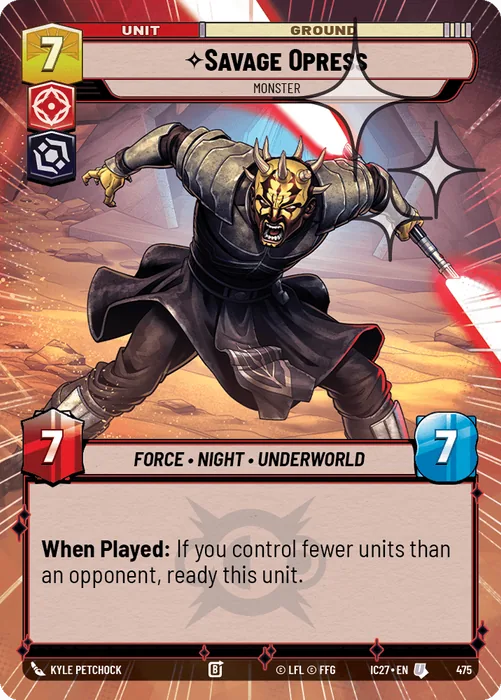 UNIT
GROUND
7
✧SAVAGE OPRESS
MONSTER
7
7
FORCE • NIGHT • UNDERWORLD
When Played: If you control fewer units than
an opponent, ready this unit.
KYLE PETCHOCK
B
© LFL © FFG
IC27 • EN
U
475